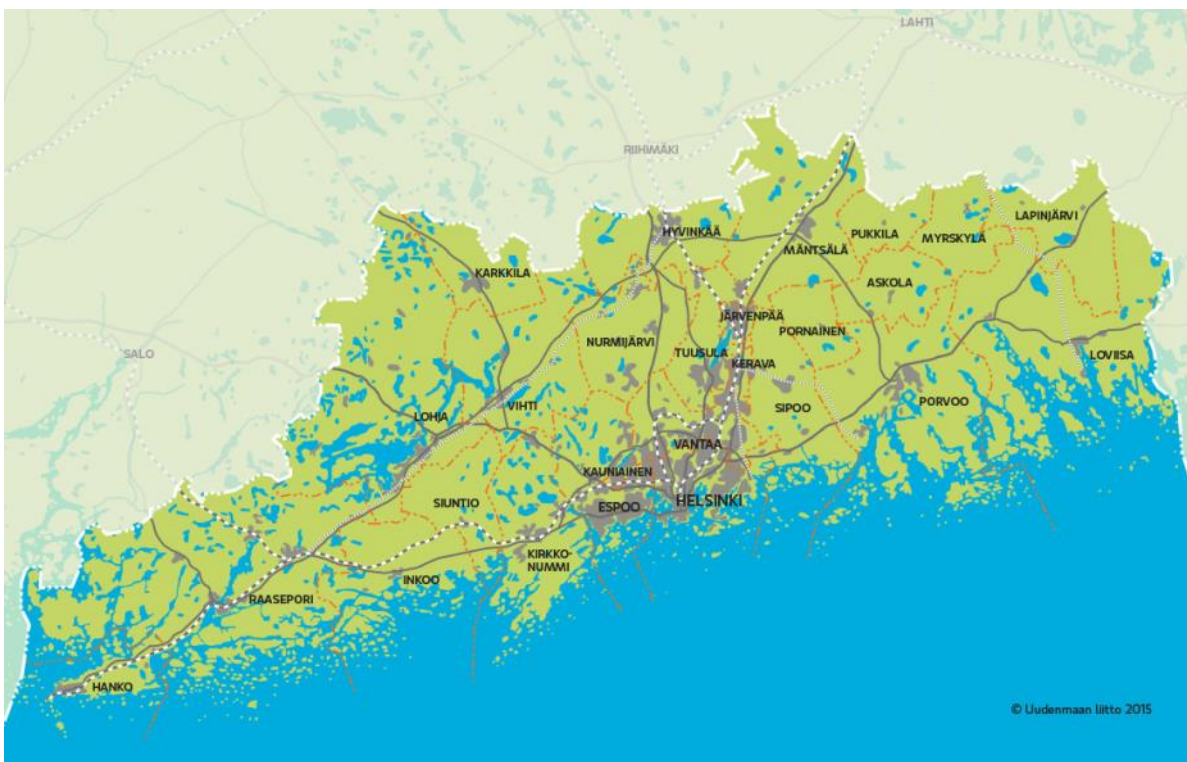 LAHTI
RIIHIMÄKI
LAPINJÄRVI
HYVINKÄÄ
PUKKILA
MYRSKYLÄ
MÄNTSÄLÄ
KARKKILA
ASKOLA
JÄRVENPÄÄ
PORNAINEN
NURMIJÄRVI
SALO
TUUSULA
LOVIISA
KERAVA
PORVOO
VIHTI
SIPOO
LOHJA
VANTAA
KAUNIAINEN
HELSINKI
SIUNTIO
ESPOO
KIRKKO-
NUMMI
INKOO
RAASEPORI
HANKO
© Uudenmaan liitto 2015